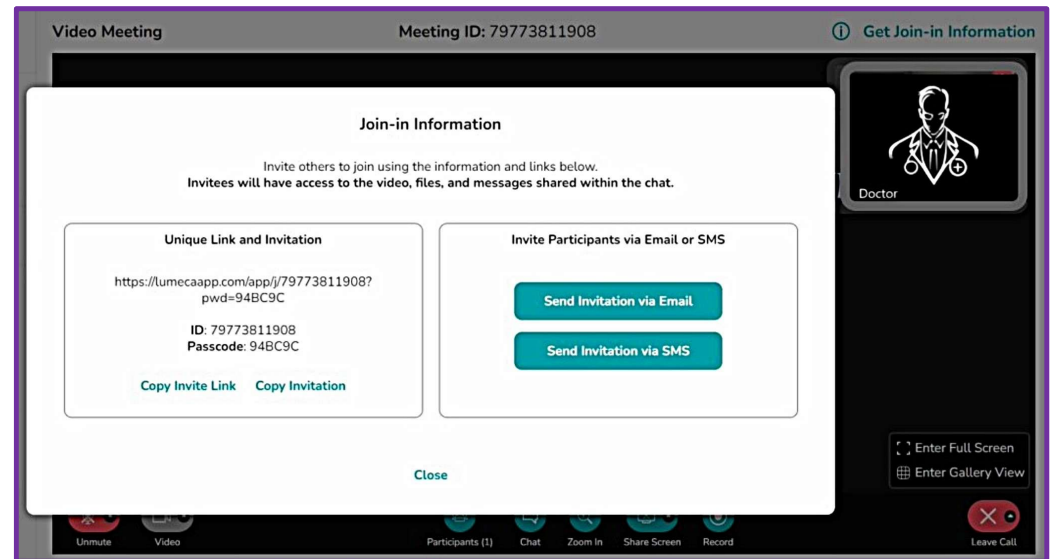 Video Meeting
Meeting ID: 79773811908
Get Join-in Information
Join-in Information
Invite others to join using the information and links below.
Invitees will have access to the video, files, and messages shared within the chat.
Doctor
Unique Link and Invitation
https://lumecaapp.com/app/j/79773811908?
pwd=94BC9C
ID: 79773811908
Passcode: 94BC9C
Copy Invite Link
Copy Invitation
Invite Participants via Email or SMS
Send Invitation via Email
Send Invitation via SMS
Close
Enter Full Screen
Enter Gallery View
Unmute
Video
Participants (1)
Chat
Zoom In
Share Screen
Record
Leave Call